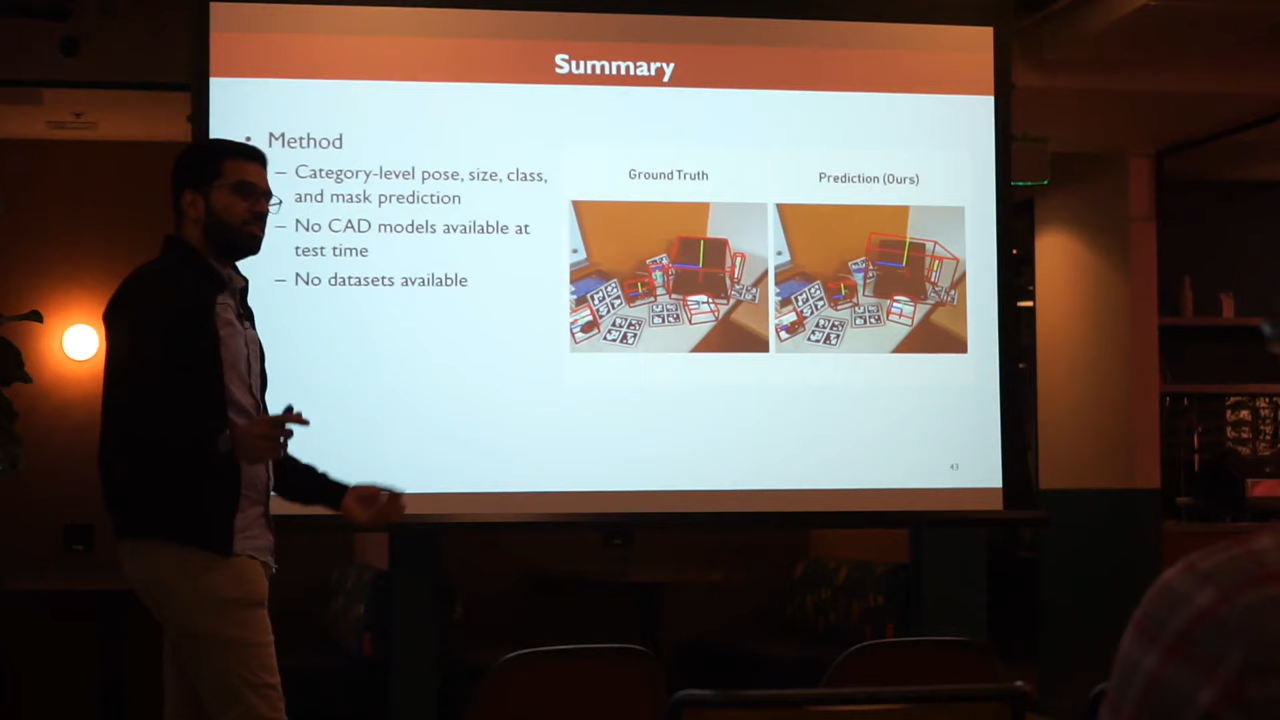 Summary
• Method
– Category-level pose, size, class,
and mask prediction
– No CAD models available at
test time
– No datasets available
Ground Truth
Prediction (Ours)
43